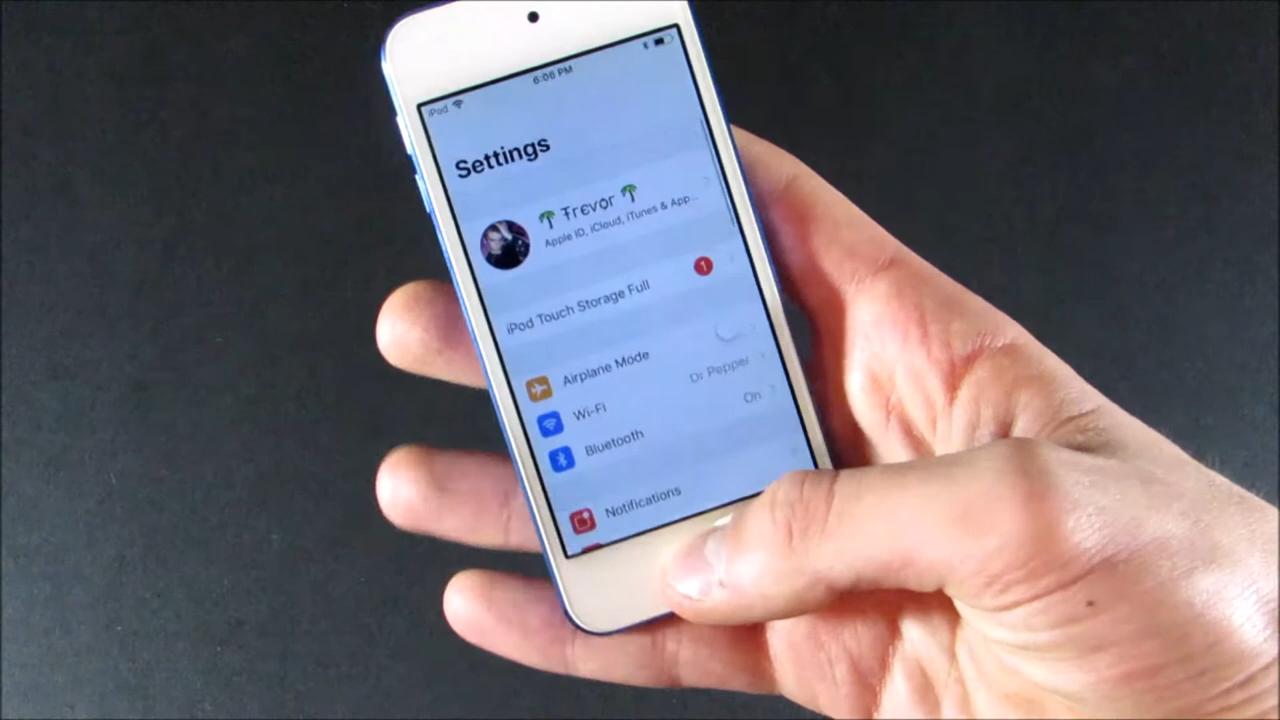 6:06 PM
iPod
Settings
🌴 Ŧrєvọr 🌴
Apple ID, iCloud, iTunes & App...
iPod Touch Storage Full
1
Airplane Mode
Wi-Fi
Dr Pepper
Bluetooth
On
Notifications